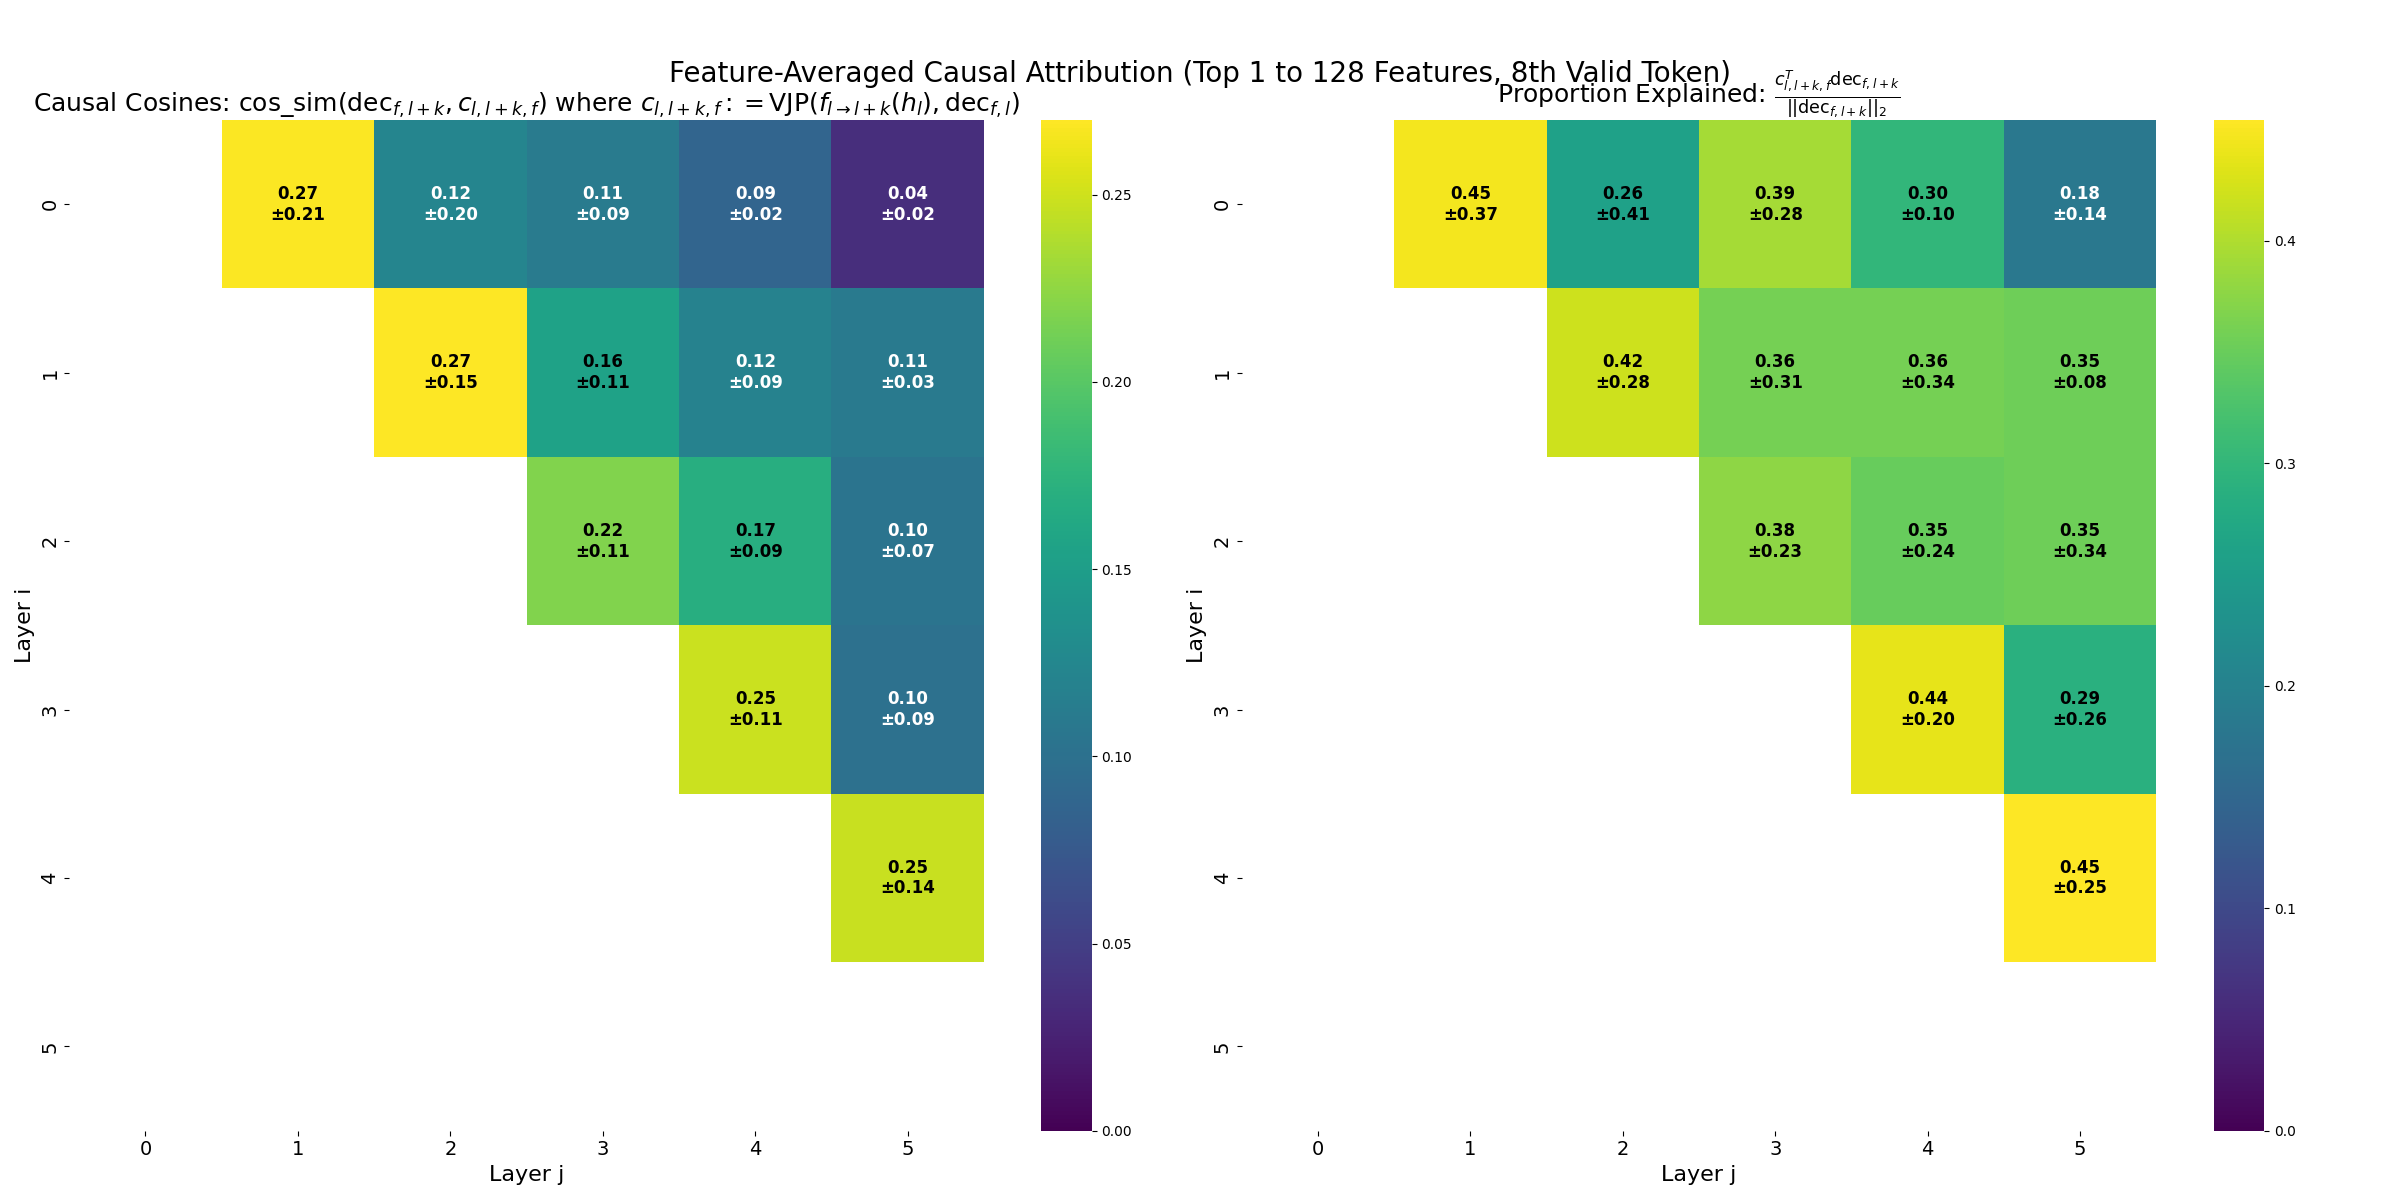 Feature-Averaged Causal Attribution (Top 1 to 128 Features, 8th Valid Token)
Causal Cosines: cos_sim(dec_{f, l+k}, c_{l, l+k, f}) where c_{l, l+k, f} := VJP(f_{l→l+k}(h_l), dec_{f, l})
0.27 0.12 0.11 0.09 0.04
±0.21 ±0.20 ±0.09 ±0.02 ±0.02
0.27 0.16 0.12 0.11
±0.15 ±0.11 ±0.09 ±0.03
0.22 0.17 0.10
±0.11 ±0.09 ±0.07
0.25 0.10
±0.11 ±0.09
0.25
±0.14
0
1
2
3
4
5
Layer i
0 1 2 3 4 5
Layer j
0.25
0.20
0.15
0.10
0.05
0.00
Proportion Explained: \frac{c^T_{l, l+k, f} dec_{f, l+k}}{||dec_{f, l+k}||_2}
0.45 0.26 0.39 0.30 0.18
±0.37 ±0.41 ±0.28 ±0.10 ±0.14
0.42 0.36 0.36 0.35
±0.28 ±0.31 ±0.34 ±0.08
0.38 0.35 0.35
±0.23 ±0.24 ±0.34
0.44 0.29
±0.20 ±0.26
0.45
±0.25
0
1
2
3
4
5
Layer i
0 1 2 3 4 5
Layer j
0.4
0.3
0.2
0.1
0.0